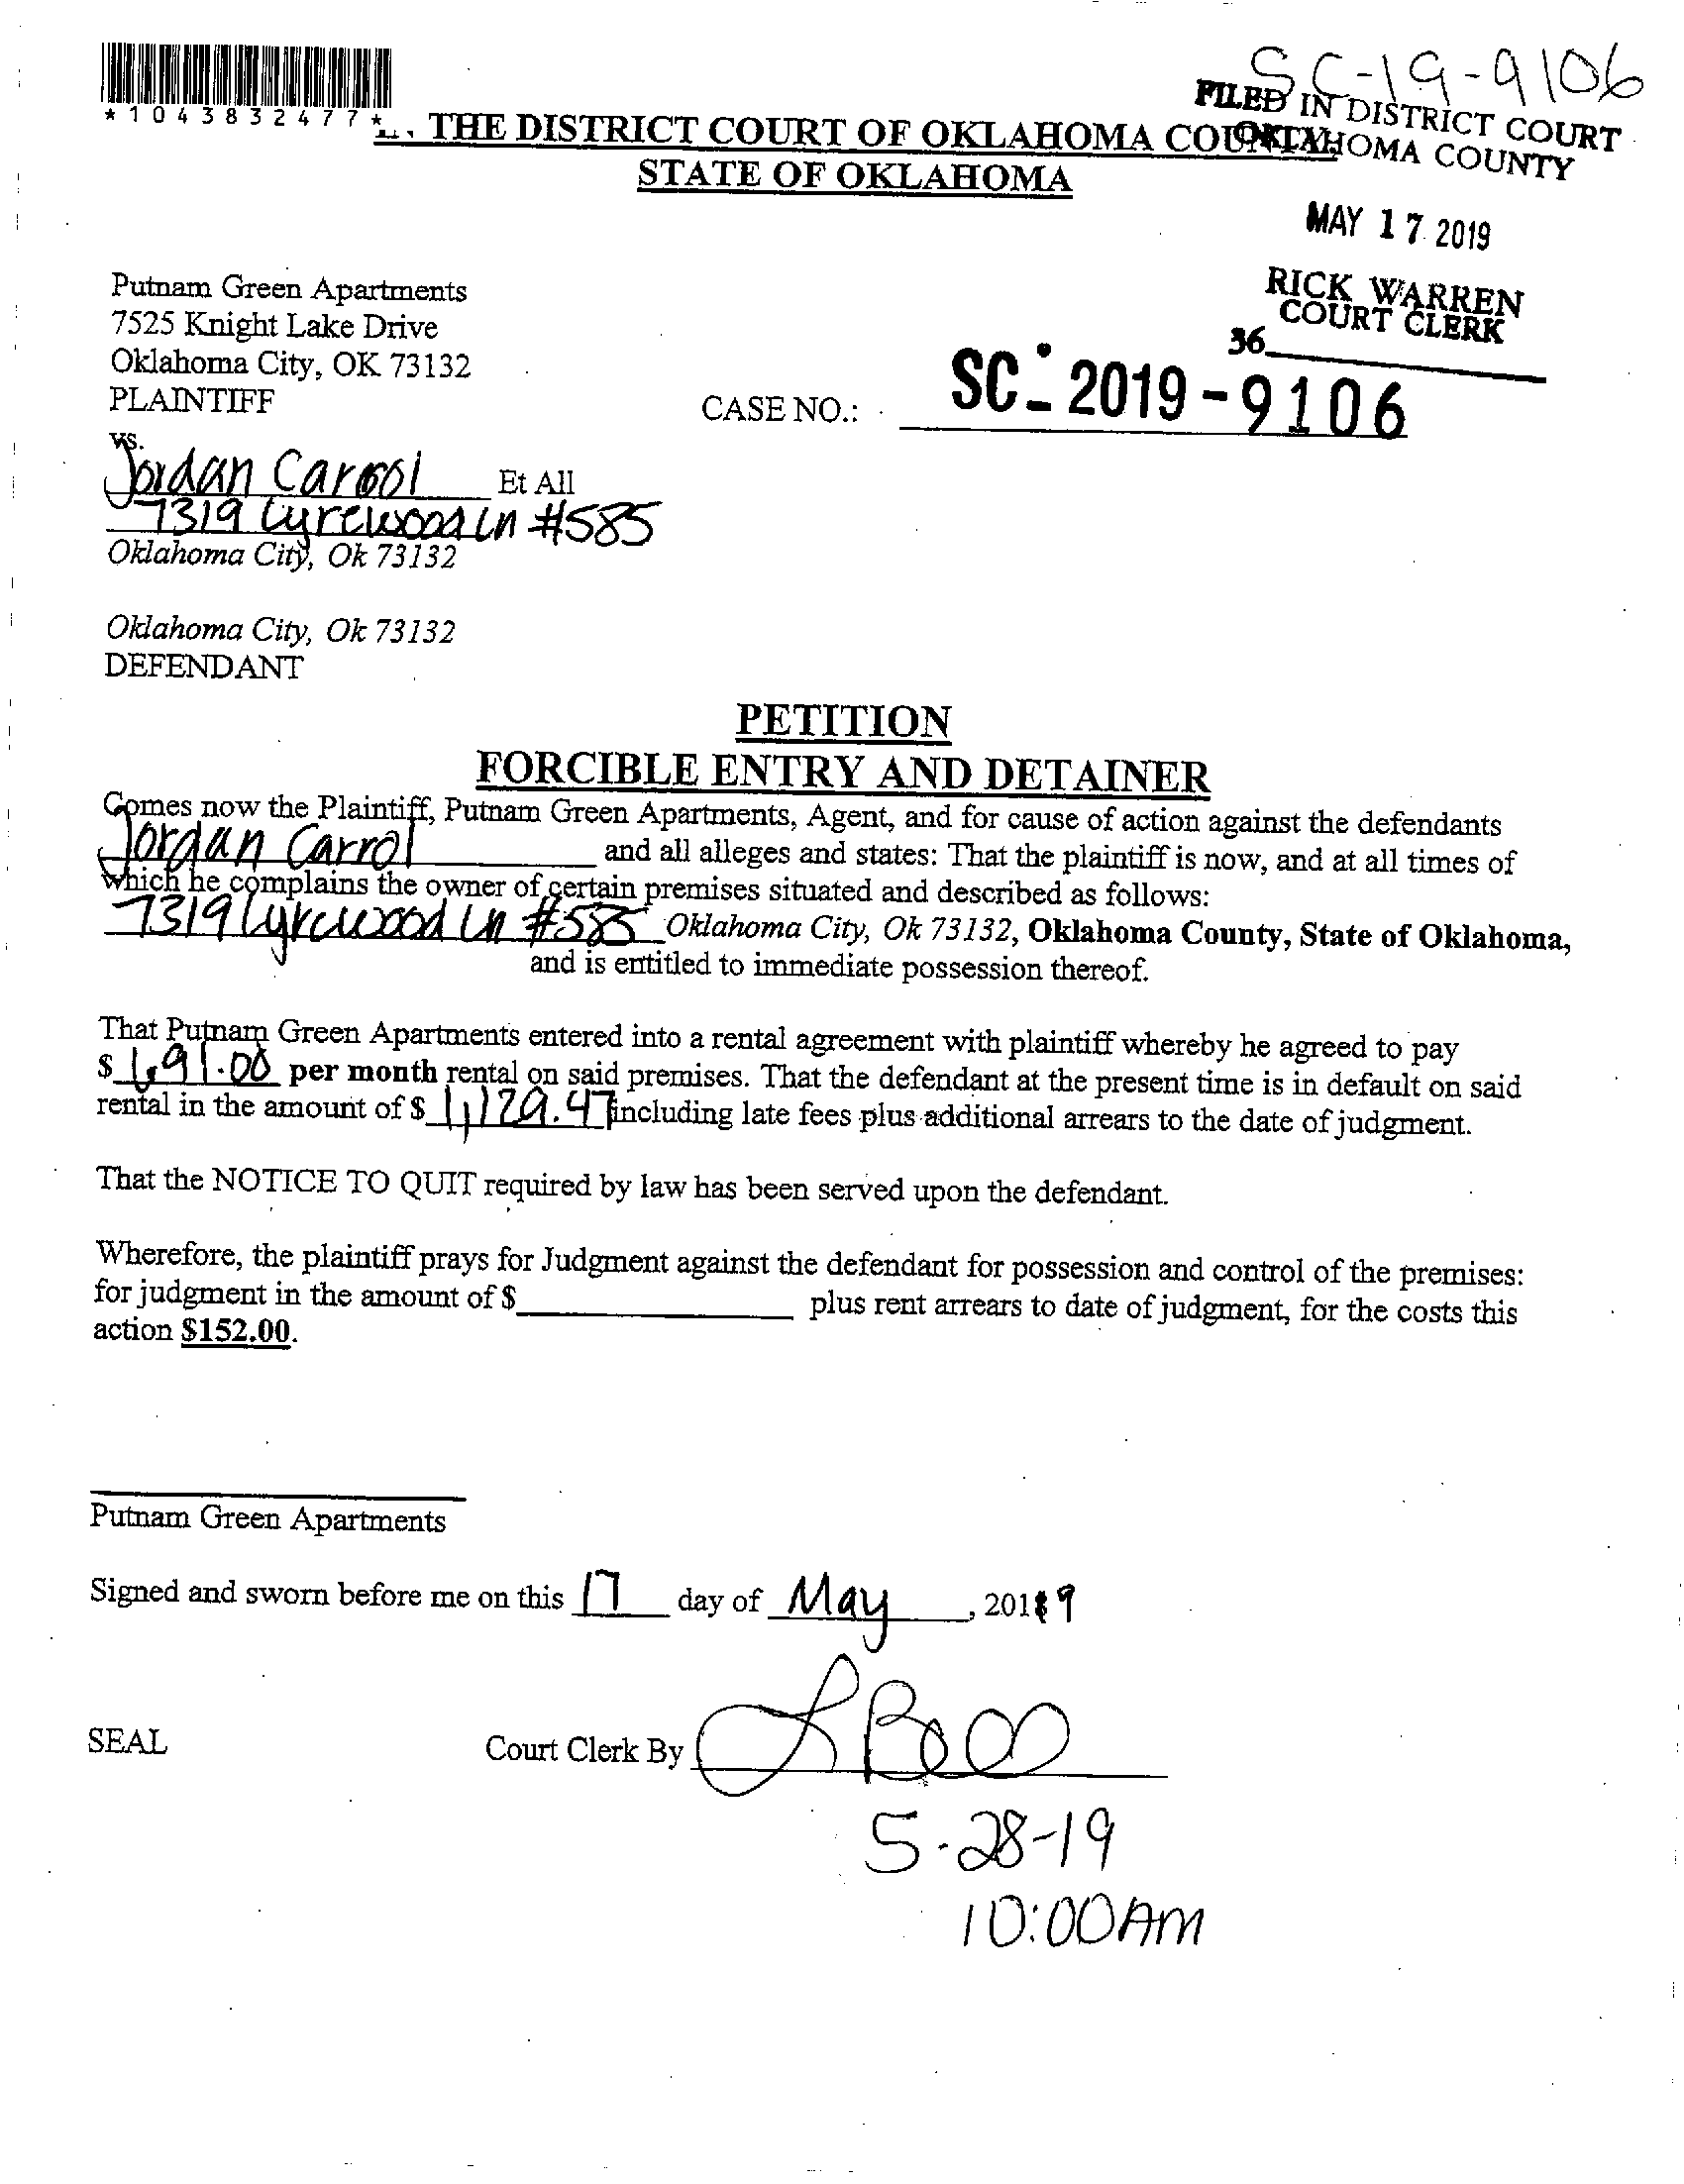 SC-19-9106
*1043832477*
FILED IN DISTRICT COURT
OKLAHOMA COUNTY
THE DISTRICT COURT OF OKLAHOMA COUNTY
STATE OF OKLAHOMA
MAY 17 2019
RICK WARREN
COURT CLERK
36
Putnam Green Apartments
7525 Knight Lake Drive
Oklahoma City, OK 73132
PLAINTIFF
CASE NO.: SC-2019-9106
vs.
Jordan Carrol Et All
7319 Lyrewood Ln #585
Oklahoma City, Ok 73132
Oklahoma City, Ok 73132
DEFENDANT
PETITION
FORCIBLE ENTRY AND DETAINER
Comes now the Plaintiff, Putnam Green Apartments, Agent, and for cause of action against the defendants
Jordan Carrol and all alleges and states: That the plaintiff is now, and at all times of
which he complains the owner of certain premises situated and described as follows:
7319 Lyrewood Ln #585 Oklahoma City, Ok 73132, Oklahoma County, State of Oklahoma,
and is entitled to immediate possession thereof.
That Putnam Green Apartments entered into a rental agreement with plaintiff whereby he agreed to pay
$ per month rental on said premises. That the defendant at the present time is in default on said
rental in the amount of $ 1,129.47 including late fees plus additional arrears to the date of judgment.
That the NOTICE TO QUIT required by law has been served upon the defendant.
Wherefore, the plaintiff prays for Judgment against the defendant for possession and control of the premises:
for judgment in the amount of $ plus rent arrears to date of judgment, for the costs this
action $152.00.
Putnam Green Apartments
Signed and sworn before me on this 17 day of May, 2019
SEAL
Court Clerk By
5-28-19
10:00AM